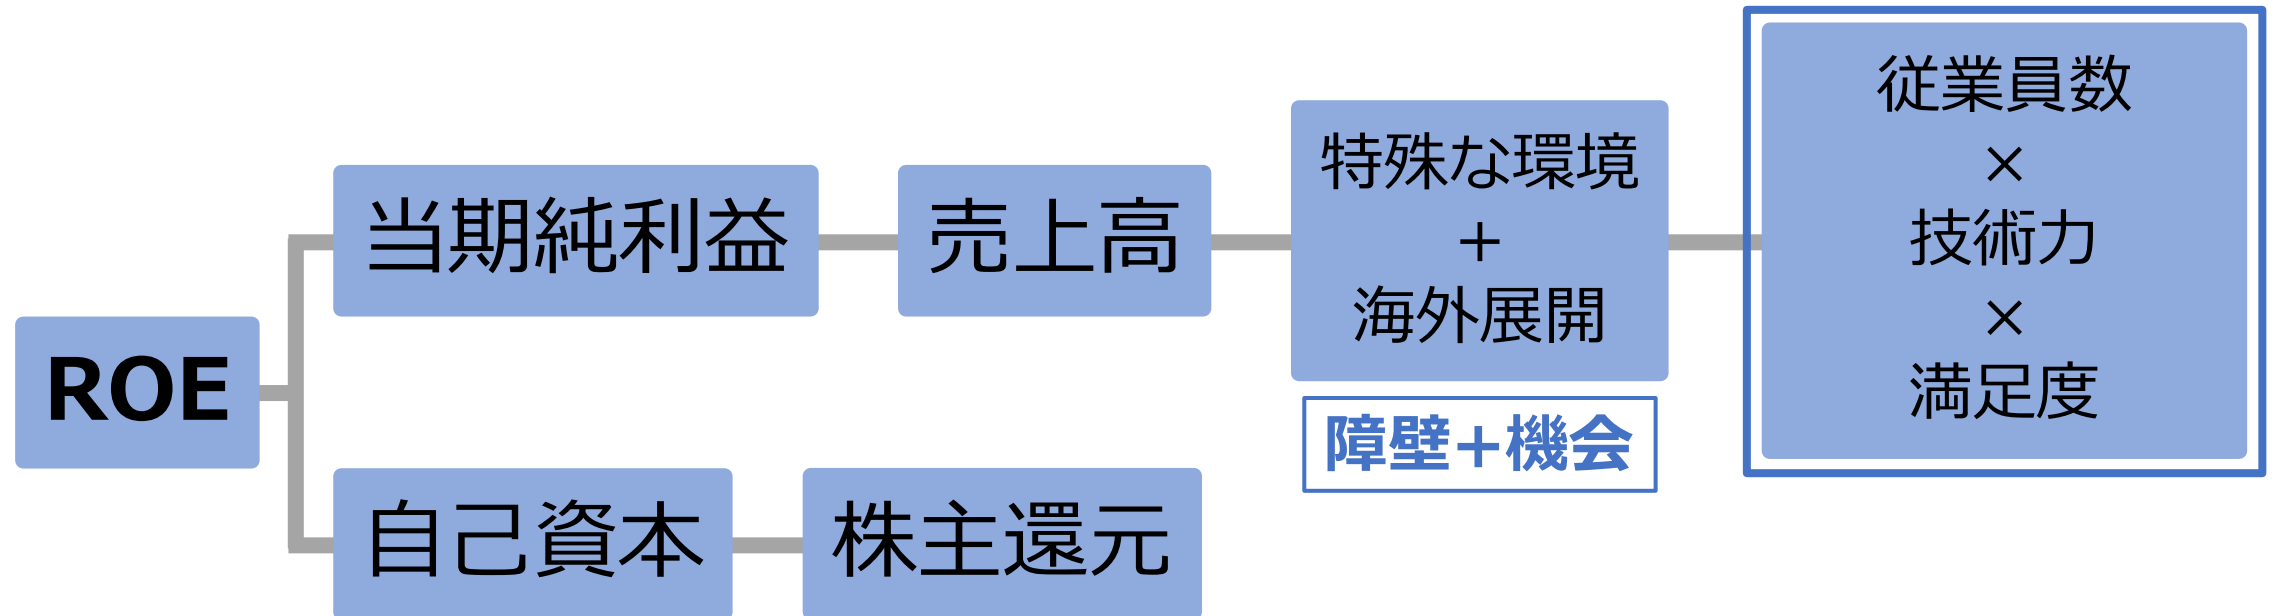 ROE
当期純利益
売上高
特殊な環境
+
海外展開
障壁+機会
従業員数
×
技術力
×
満足度
自己資本
株主還元